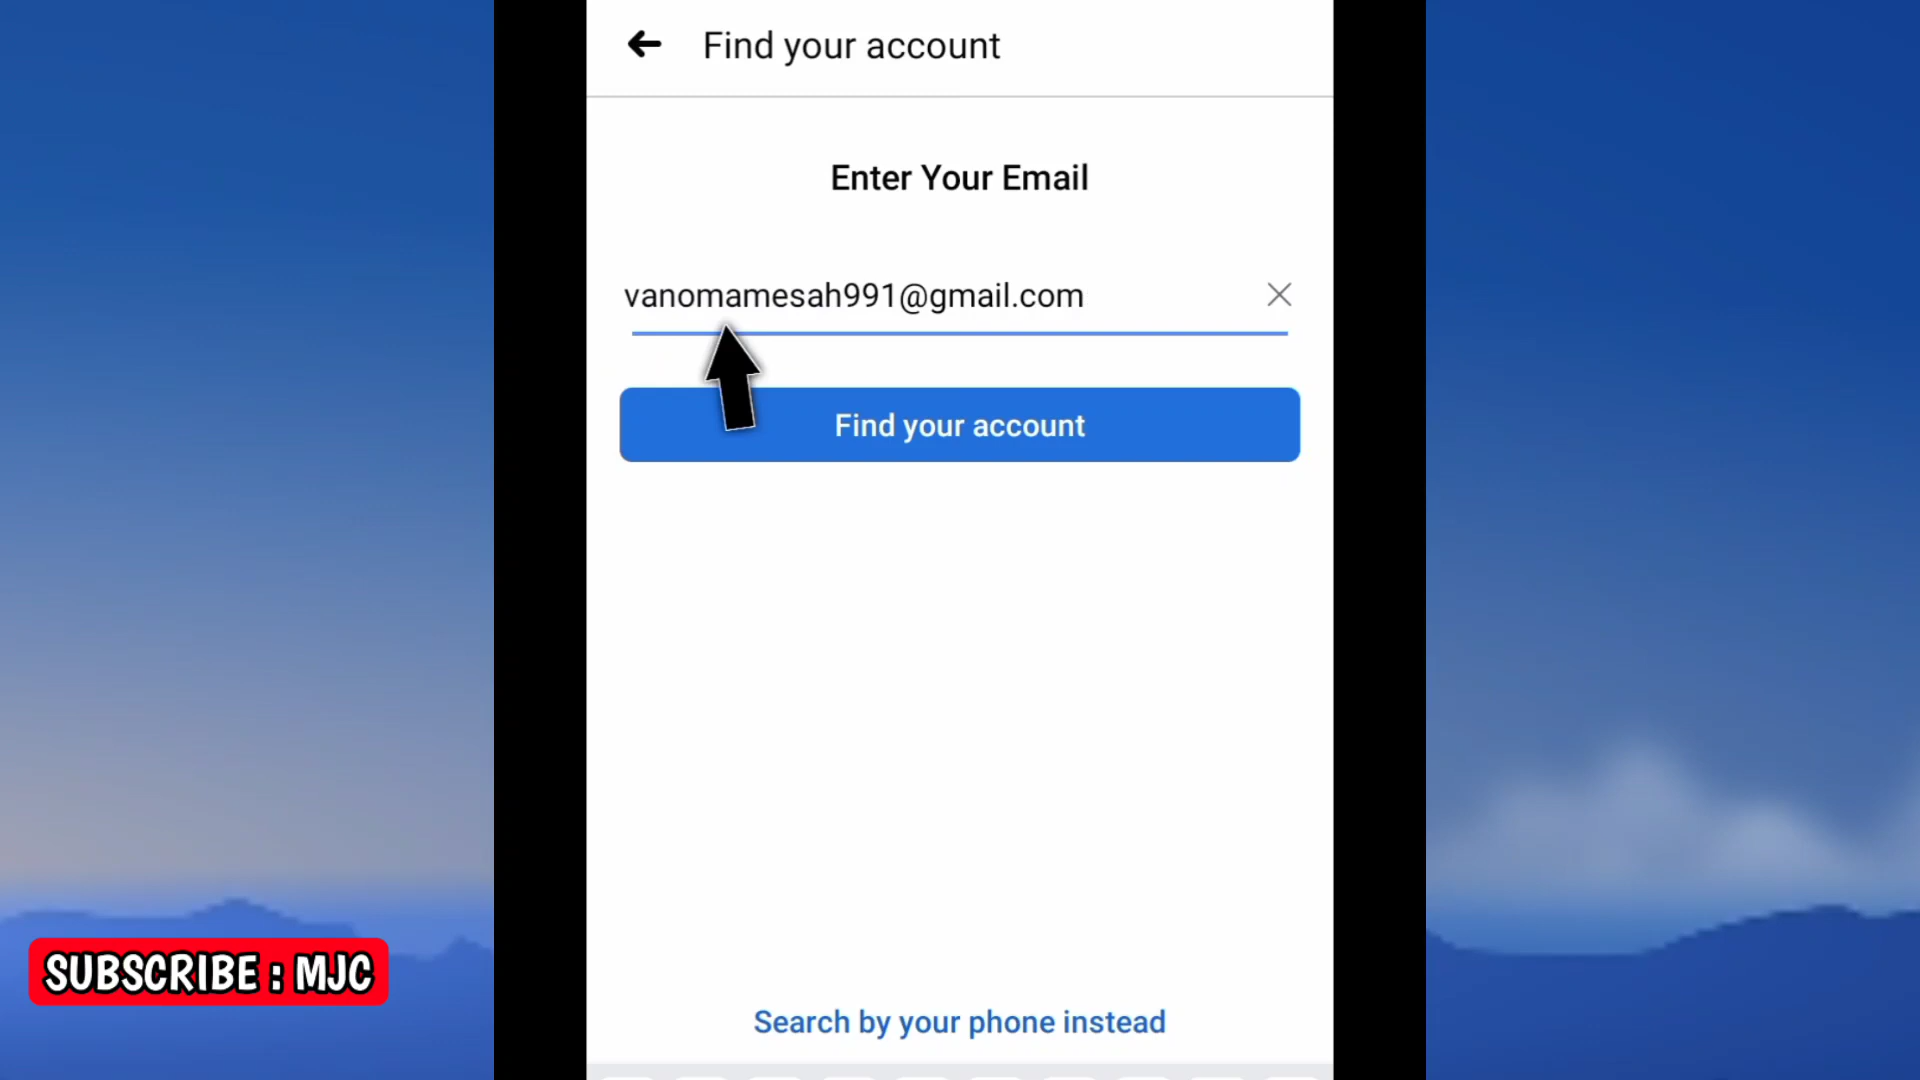 Find your account
Enter Your Email
vanomamesah991@gmail.com
Find your account
Search by your phone instead
SUBSCRIBE : MJC